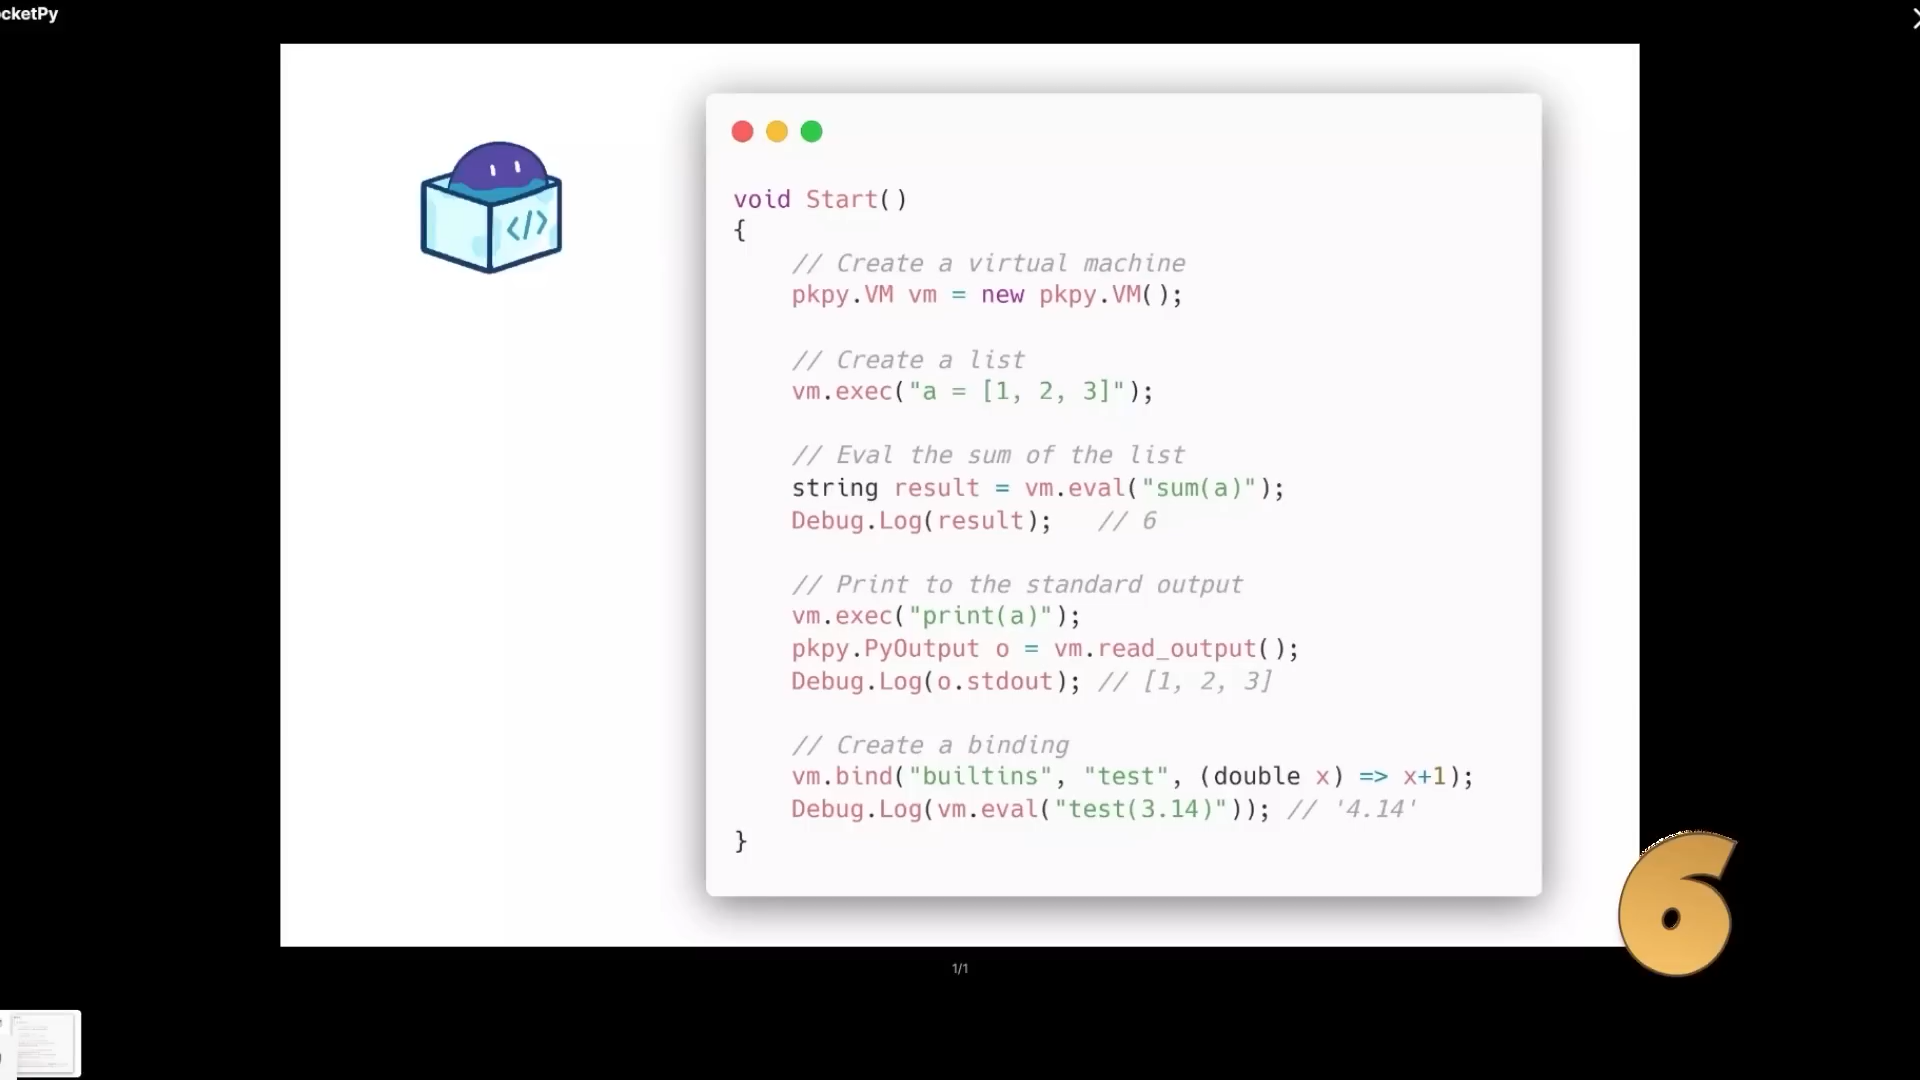 ocketPy
</>
void Start()
{
// Create a virtual machine
pkpy.VM vm = new pkpy.VM();
// Create a list
vm.exec("a = [1, 2, 3]");
// Eval the sum of the list
string result = vm.eval("sum(a)");
Debug.Log(result);   // 6
// Print to the standard output
vm.exec("print(a)");
pkpy.PyOutput o = vm.read_output();
Debug.Log(o.stdout); // [1, 2, 3]
// Create a binding
vm.bind("builtins", "test", (double x) => x+1);
Debug.Log(vm.eval("test(3.14)")); // '4.14'
}
6
1/1